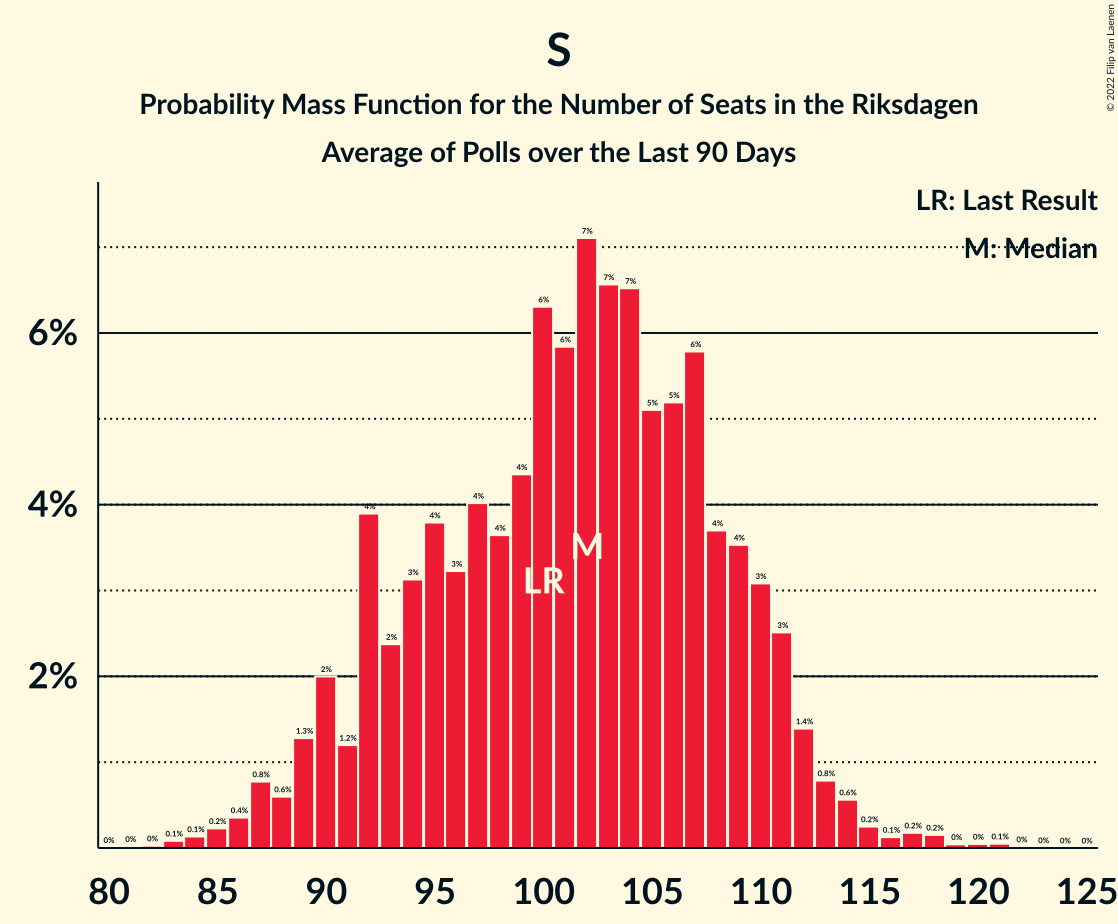 © 2022 Filip van Laenen
S
Probability Mass Function for the Number of Seats in the Riksdagen
Average of Polls over the Last 90 Days
LR: Last Result
M: Median
6%
4%
2%
0% 0% 0% 0.1% 0.1% 0.2% 0.4% 0.8% 0.6% 1.3% 2% 1.2% 4% 2% 3% 4% 3% 4% 4% 4% 6% 6% 7% 7% 7% 5% 5% 6% 4% 4% 3% 3% 1.4% 0.8% 0.6% 0.2% 0.1% 0.2% 0.2% 0% 0% 0.1% 0% 0% 0% 0%
M
LR
80 85 90 95 100 105 110 115 120 125